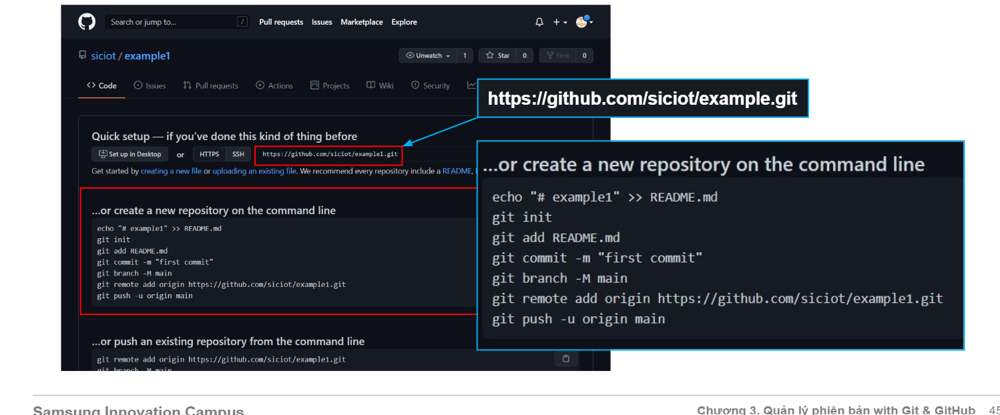 Search or jump to... / Pull requests Issues Marketplace Explore
siciot / example1 Unwatch 1 Star 0 Fork 0
Code Issues Pull requests Actions Projects Wiki Security
https://github.com/siciot/example.git
Quick setup — if you've done this kind of thing before
Set up in Desktop or HTTPS SSH https://github.com/siciot/example1.git
Get started by creating a new file or uploading an existing file. We recommend every repository include a README,
...or create a new repository on the command line
echo "# example1" >> README.md
git init
git add README.md
git commit -m "first commit"
git branch -M main
git remote add origin https://github.com/siciot/example1.git
git push -u origin main
...or push an existing repository from the command line
git remote add origin https://github.com/siciot/example1.git
git branch -M main
...or create a new repository on the command line
echo "# example1" >> README.md
git init
git add README.md
git commit -m "first commit"
git branch -M main
git remote add origin https://github.com/siciot/example1.git
git push -u origin main
Samsung Innovation Campus
Chương 3. Quản lý phiên bản with Git & GitHub 45